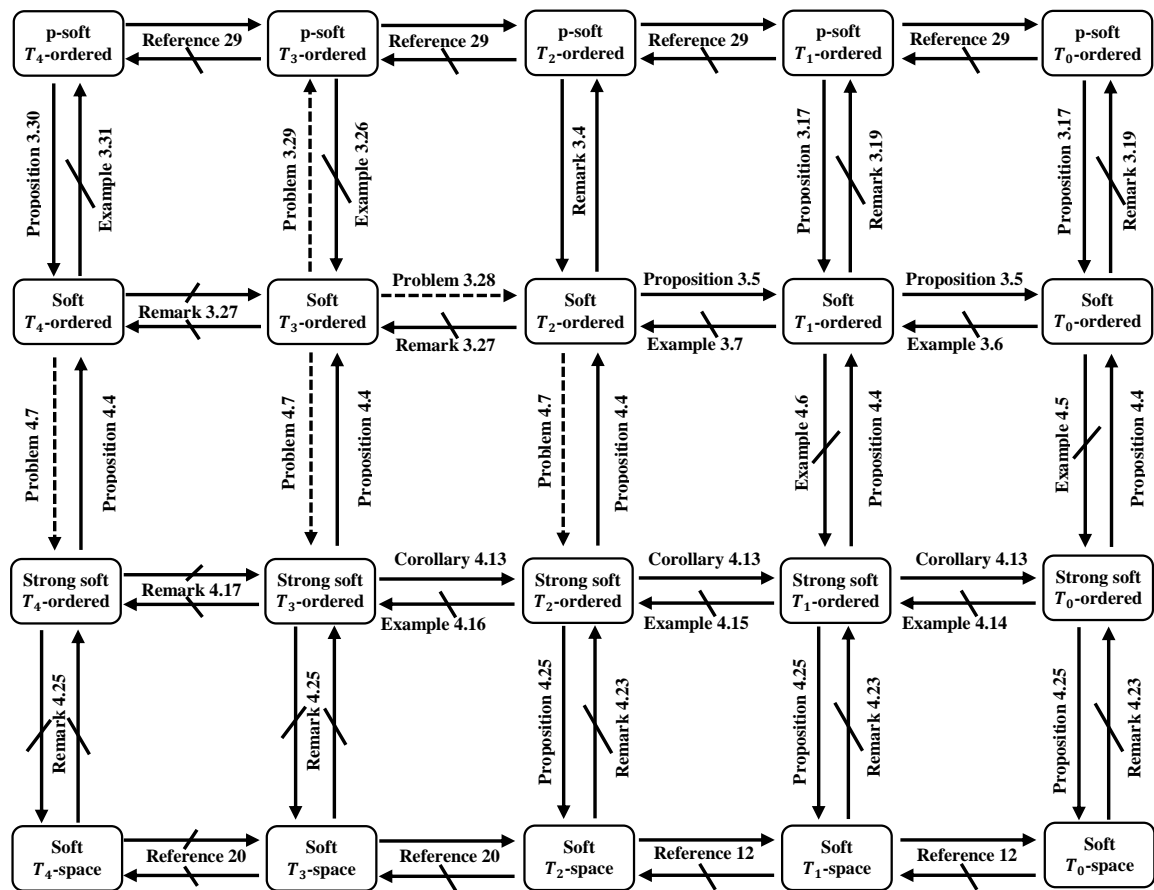 p-soft
T₄-ordered
Reference 29
p-soft
T₃-ordered
Reference 29
p-soft
T₂-ordered
Reference 29
p-soft
T₁-ordered
Reference 29
p-soft
T₀-ordered
Proposition 3.30
Example 3.31
Problem 3.29
Example 3.26
Remark 3.4
Proposition 3.17
Remark 3.19
Proposition 3.17
Remark 3.19
Soft
T₄-ordered
Remark 3.27
Soft
T₃-ordered
Problem 3.28
Remark 3.27
Soft
T₂-ordered
Proposition 3.5
Example 3.7
Soft
T₁-ordered
Proposition 3.5
Example 3.6
Soft
T₀-ordered
Problem 4.7
Proposition 4.4
Problem 4.7
Proposition 4.4
Problem 4.7
Proposition 4.4
Example 4.6
Proposition 4.4
Example 4.5
Proposition 4.4
Strong soft
T₄-ordered
Remark 4.17
Strong soft
T₃-ordered
Corollary 4.13
Example 4.16
Strong soft
T₂-ordered
Corollary 4.13
Example 4.15
Strong soft
T₁-ordered
Corollary 4.13
Example 4.14
Strong soft
T₀-ordered
Remark 4.25
Remark 4.25
Proposition 4.25
Remark 4.23
Proposition 4.25
Remark 4.23
Proposition 4.25
Remark 4.23
Soft
T₄-space
Reference 20
Soft
T₃-space
Reference 20
Soft
T₂-space
Reference 12
Soft
T₁-space
Reference 12
Soft
T₀-space